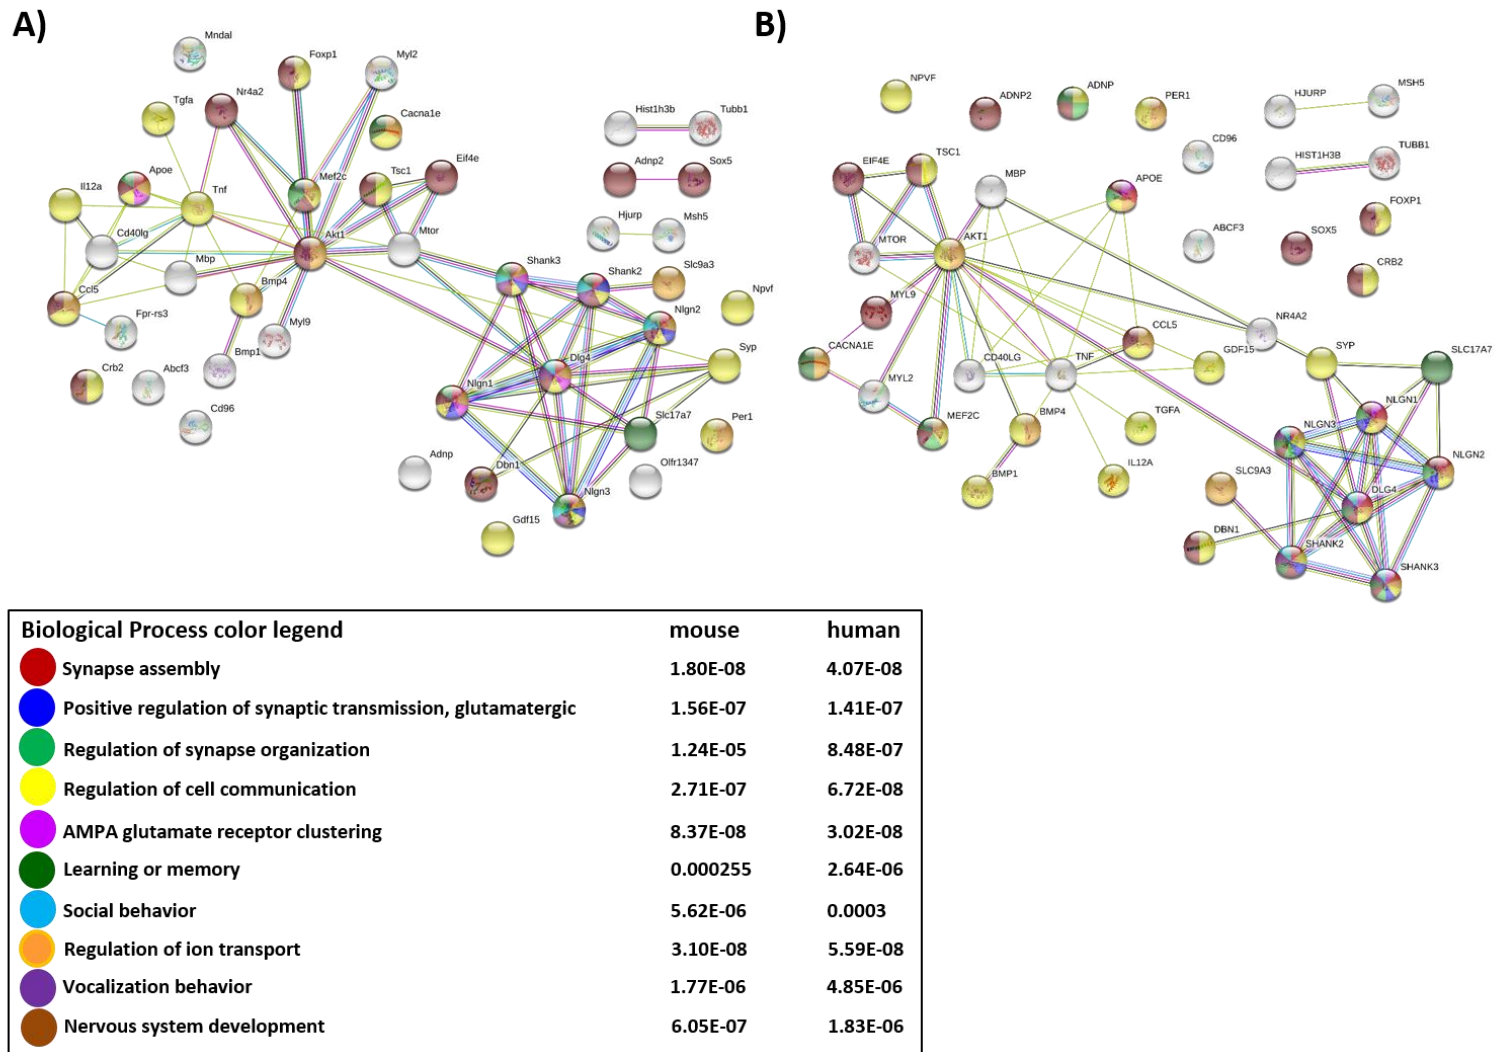 A)
B)
Mndal
Foxp1
Myl2
Tgfa
Nr4a2
Cacna1e
Hist1h3b
Tubb1
Apoe
Il12a
Tnf
Mef2c
Tsc1
Eif4e
Adnp2
Sox5
Cd40lg
Akt1
Mtor
Hjurp
Msh5
Mbp
Shank3
Shank2
Slc9a3
Ccl5
Bmp4
Npvf
Fpr-rs3
Myl9
Nlgn2
Bmp1
Dlg4
Syp
Crb2
Abcf3
Nlgn1
Cd96
Slc17a7
Per1
Adnp
Dbn1
Olfr1347
Nlgn3
Gdf15
NPVF
ADNP2
ADNP
PER1
HJURP
MSH5
CD96
EIF4E
TSC1
MBP
APOE
HIST1H3B
TUBB1
FOXP1
MTOR
AKT1
ABCF3
SOX5
CRB2
MYL9
NR4A2
CACNA1E
CCL5
CD40LG
TNF
GDF15
SYP
SLC17A7
MYL2
MEF2C
BMP4
TGFA
NLGN1
NLGN3
NLGN2
BMP1
IL12A
SLC9A3
DLG4
DBN1
SHANK2
SHANK3
Biological Process color legend mouse human
Synapse assembly 1.80E-08 4.07E-08
Positive regulation of synaptic transmission, glutamatergic 1.56E-07 1.41E-07
Regulation of synapse organization 1.24E-05 8.48E-07
Regulation of cell communication 2.71E-07 6.72E-08
AMPA glutamate receptor clustering 8.37E-08 3.02E-08
Learning or memory 0.000255 2.64E-06
Social behavior 5.62E-06 0.0003
Regulation of ion transport 3.10E-08 5.59E-08
Vocalization behavior 1.77E-06 4.85E-06
Nervous system development 6.05E-07 1.83E-06